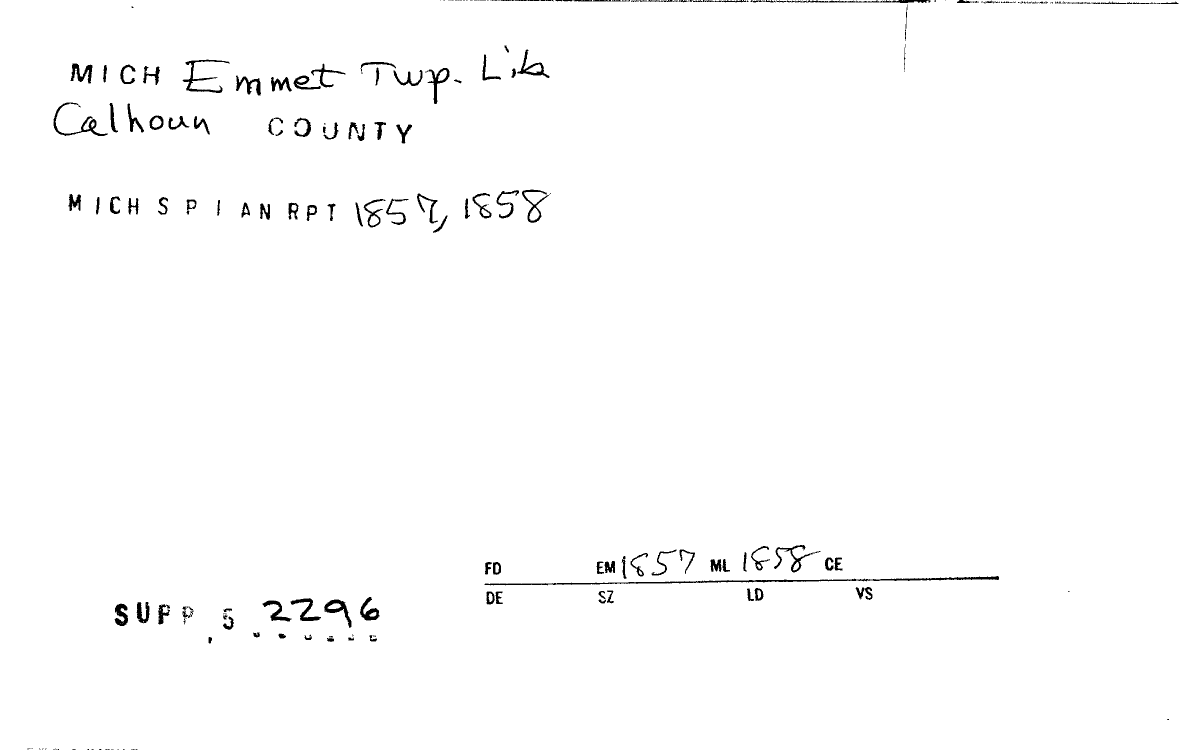 MICH Emmet Twp. Lib
Calhoun COUNTY
MICH S P I AN RPT 1857, 1858
FD EM 1857 ML 1858 CE
DE SZ LD VS
SUPP, 5 2296